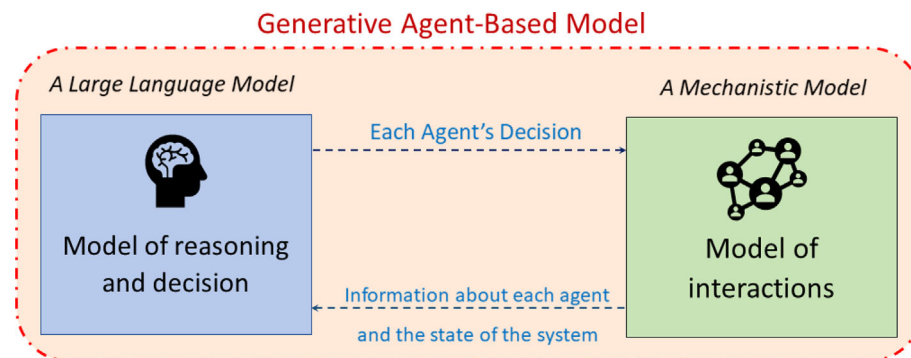 Generative Agent-Based Model
A Large Language Model
A Mechanistic Model
Each Agent's Decision
Model of reasoning
and decision
Model of
interactions
Information about each agent
and the state of the system